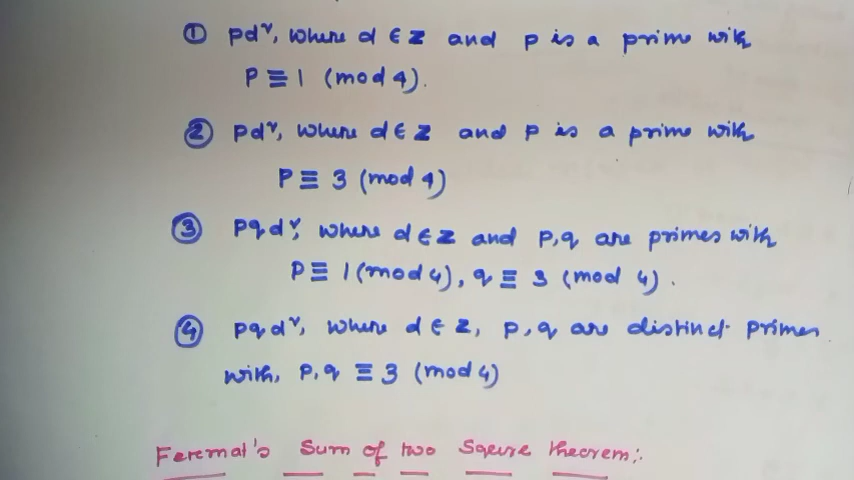 ① pd², where d ∈ Z and p is a prime with
P ≡ 1 (mod 4).
② Pd², where d ∈ Z and p is a prime with
P ≡ 3 (mod 4)
③ pqd², where d ∈ Z and p,q are primes with
P ≡ 1 (mod 4), q ≡ 3 (mod 4).
④ pqd², where d ∈ Z, p,q are distinct primes
with, p,q ≡ 3 (mod 4)
Feremat's Sum of two Sqeire theorem: